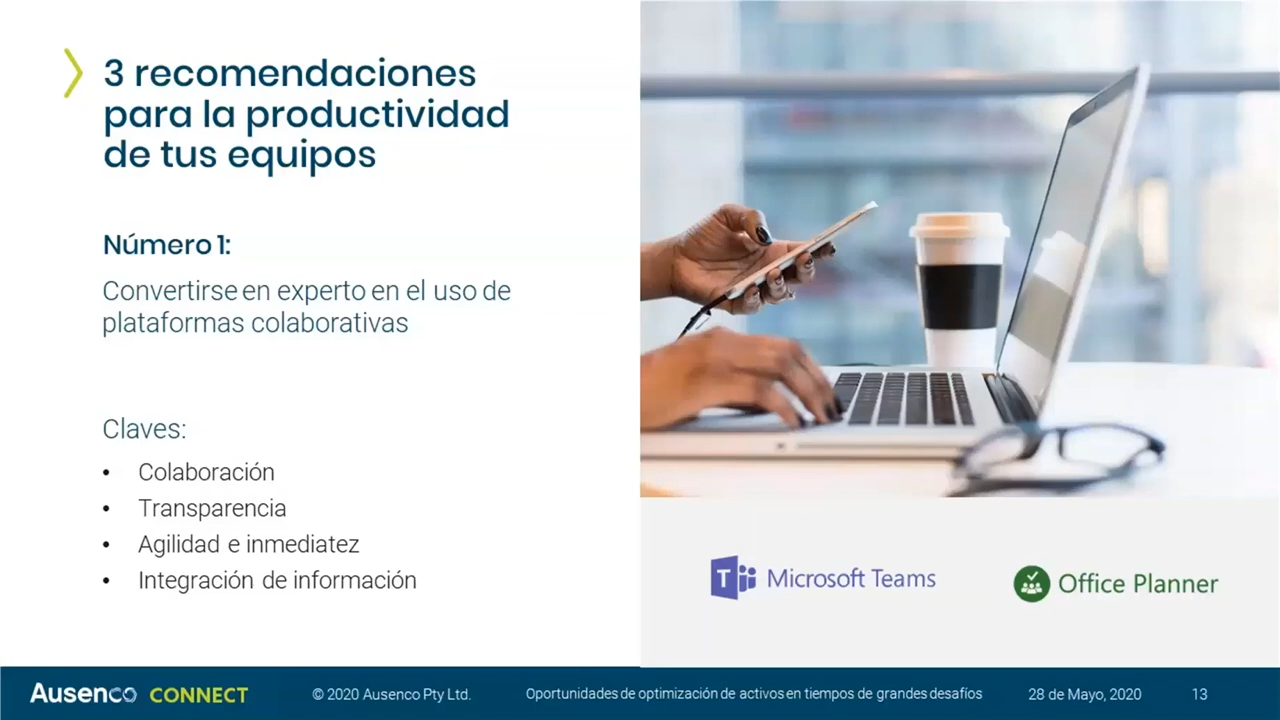 3 recomendaciones
para la productividad
de tus equipos
Número 1:
Convertirse en experto en el uso de
plataformas colaborativas
Claves:
• Colaboración
• Transparencia
• Agilidad e inmediatez
• Integración de información
Microsoft Teams
Office Planner
Ausenco CONNECT
© 2020 Ausenco Pty Ltd.
Oportunidades de optimización de activos en tiempos de grandes desafíos
28 de Mayo, 2020
13